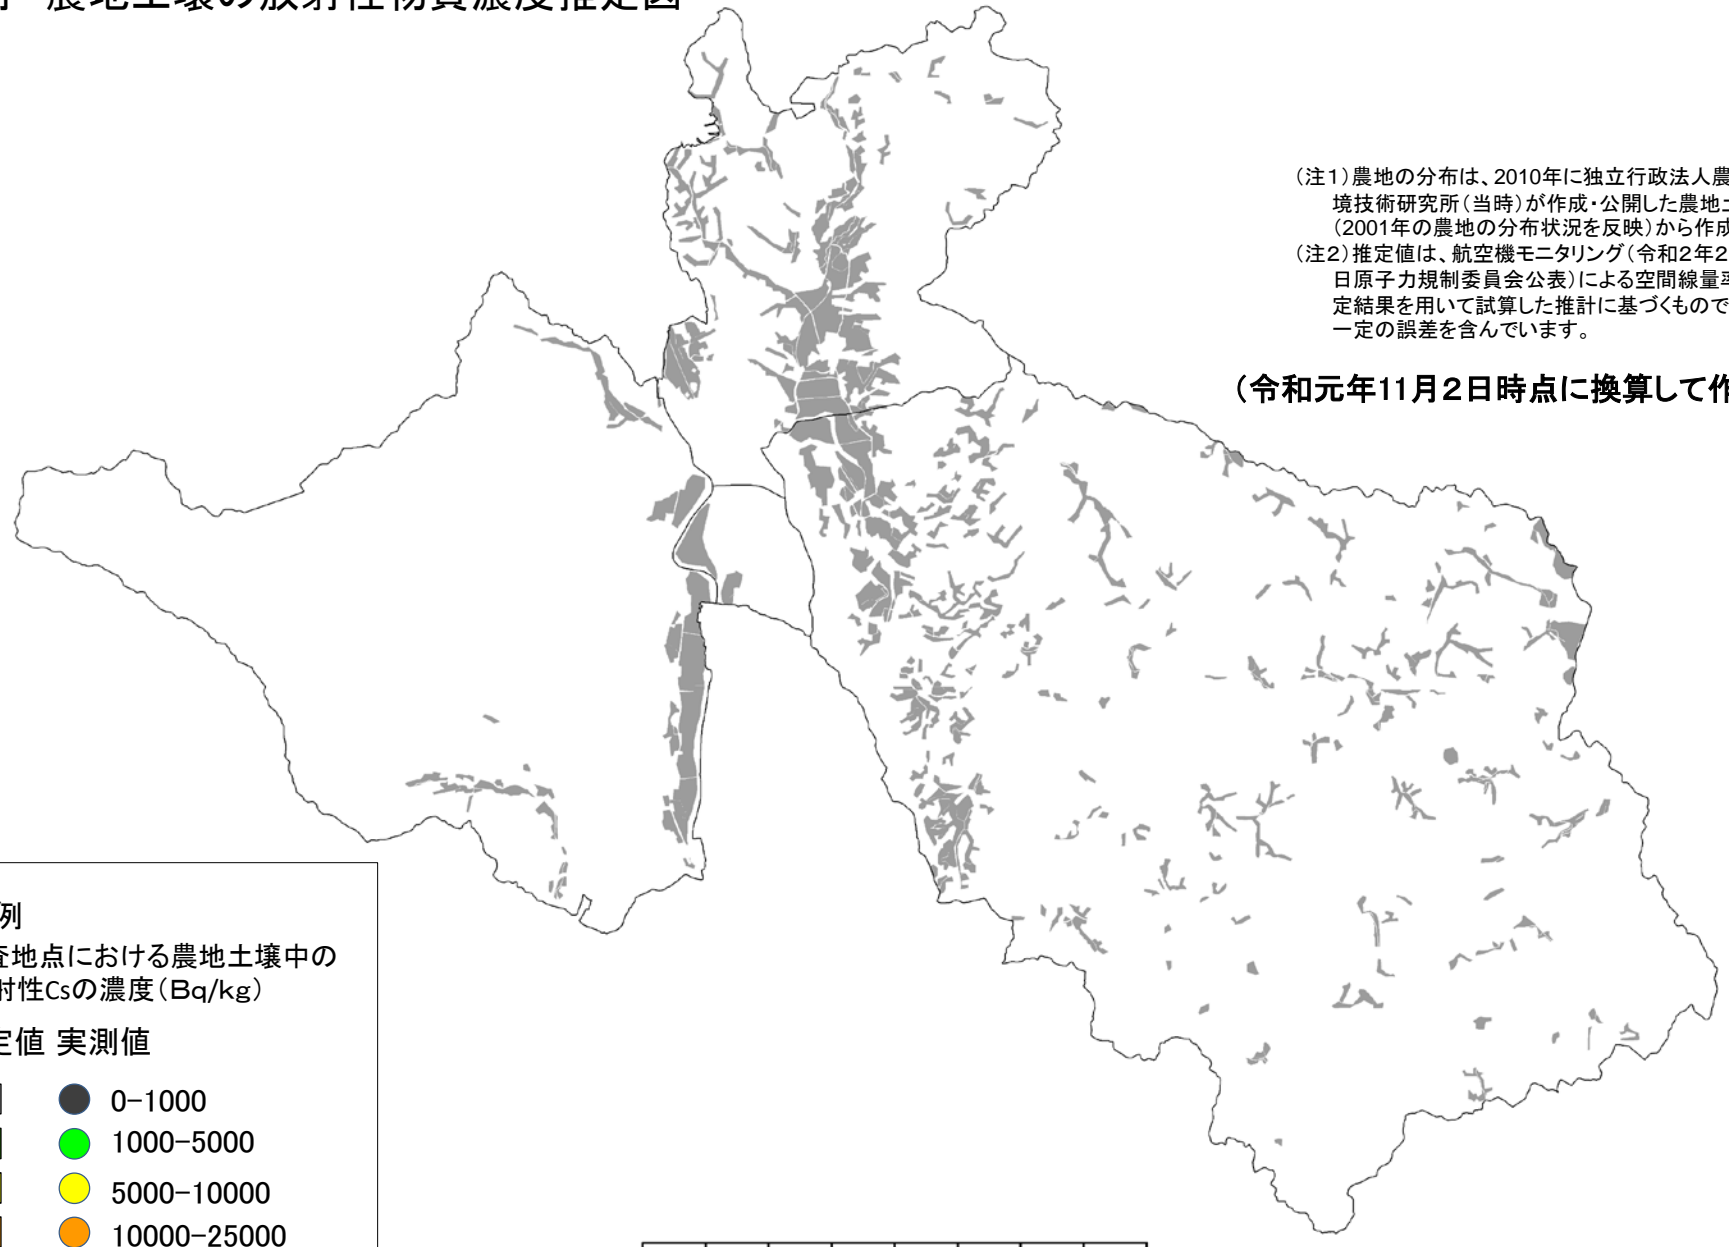 農地土壌の放射性物質濃度推定図
（注１）農地の分布は、2010年に独立行政法人農
境技術研究所（当時）が作成・公開した農地土
（2001年の農地の分布状況を反映）から作成
（注２）推定値は、航空機モニタリング（令和２年２
日原子力規制委員会公表）による空間線量率
定結果を用いて試算した推計に基づくもので
一定の誤差を含んでいます。
（令和元年11月２日時点に換算して作
例
査地点における農地土壌中の
射性Csの濃度（Ｂq/kg）
定値 実測値
0−1000
1000−5000
5000−10000
10000−25000